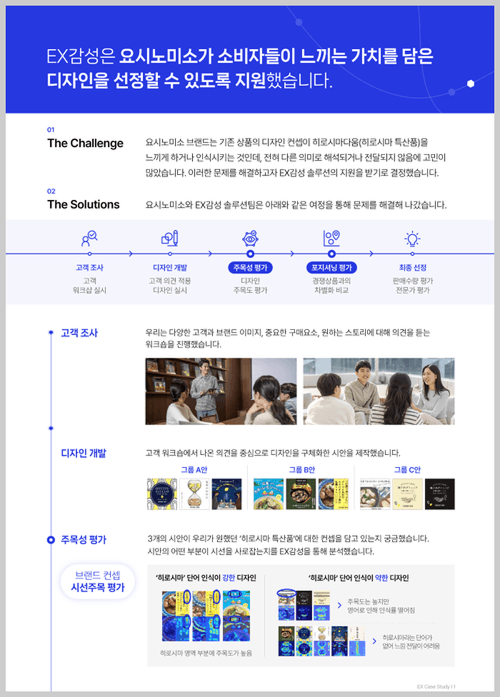 EX감성은 요시노미소가 소비자들이 느끼는 가치를 담은
디자인을 선정할 수 있도록 지원했습니다.
01
The Challenge
요시노미소 브랜드는 기존 상품의 디자인 컨셉이 히로시마다움(히로시마 특산품)을
느끼게 하거나 인식시키는 것인데, 전혀 다른 의미로 해석되거나 전달되지 않음에 고민이
많았습니다. 이러한 문제를 해결하고자 EX감성 솔루션의 지원을 받기로 결정했습니다.
02
The Solutions
요시노미소와 EX감성 솔루션팀은 아래와 같은 여정을 통해 문제를 해결해 나갔습니다.
고객 조사
디자인 개발
주목성 평가
포지셔닝 평가
최종 선정
고객
워크샵 실시
고객 의견 적용
디자인 실시
디자인
주목도 평가
경쟁상품과의
차별화 비교
판매수량 평가
전문가 평가
고객 조사
우리는 다양한 고객과 브랜드 이미지, 중요한 구매요소, 원하는 스토리에 대해 의견을 듣는
워크숍을 진행했습니다.
디자인 개발
고객 워크숍에서 나온 의견을 중심으로 디자인을 구체화한 시안을 제작했습니다.
그룹 A안
그룹 B안
그룹 C안
주목성 평가
3개의 시안이 우리가 원했던 '히로시마 특산품'에 대한 컨셉을 담고 있는지 궁금했습니다.
시안의 어떤 부분이 시선을 사로잡는지를 EX감성을 통해 분석했습니다.
브랜드 컨셉
시선주목 평가
'히로시마' 단어 인식이 강한 디자인
'히로시마' 단어 인식이 약한 디자인
주목도는 높지만
영어로 인해 인식률 떨어짐
히로시마라는 단어가
없어 느낌 전달이 어려움
히로시마 영역 부분에 주목도가 높음
EX Case Study I 1